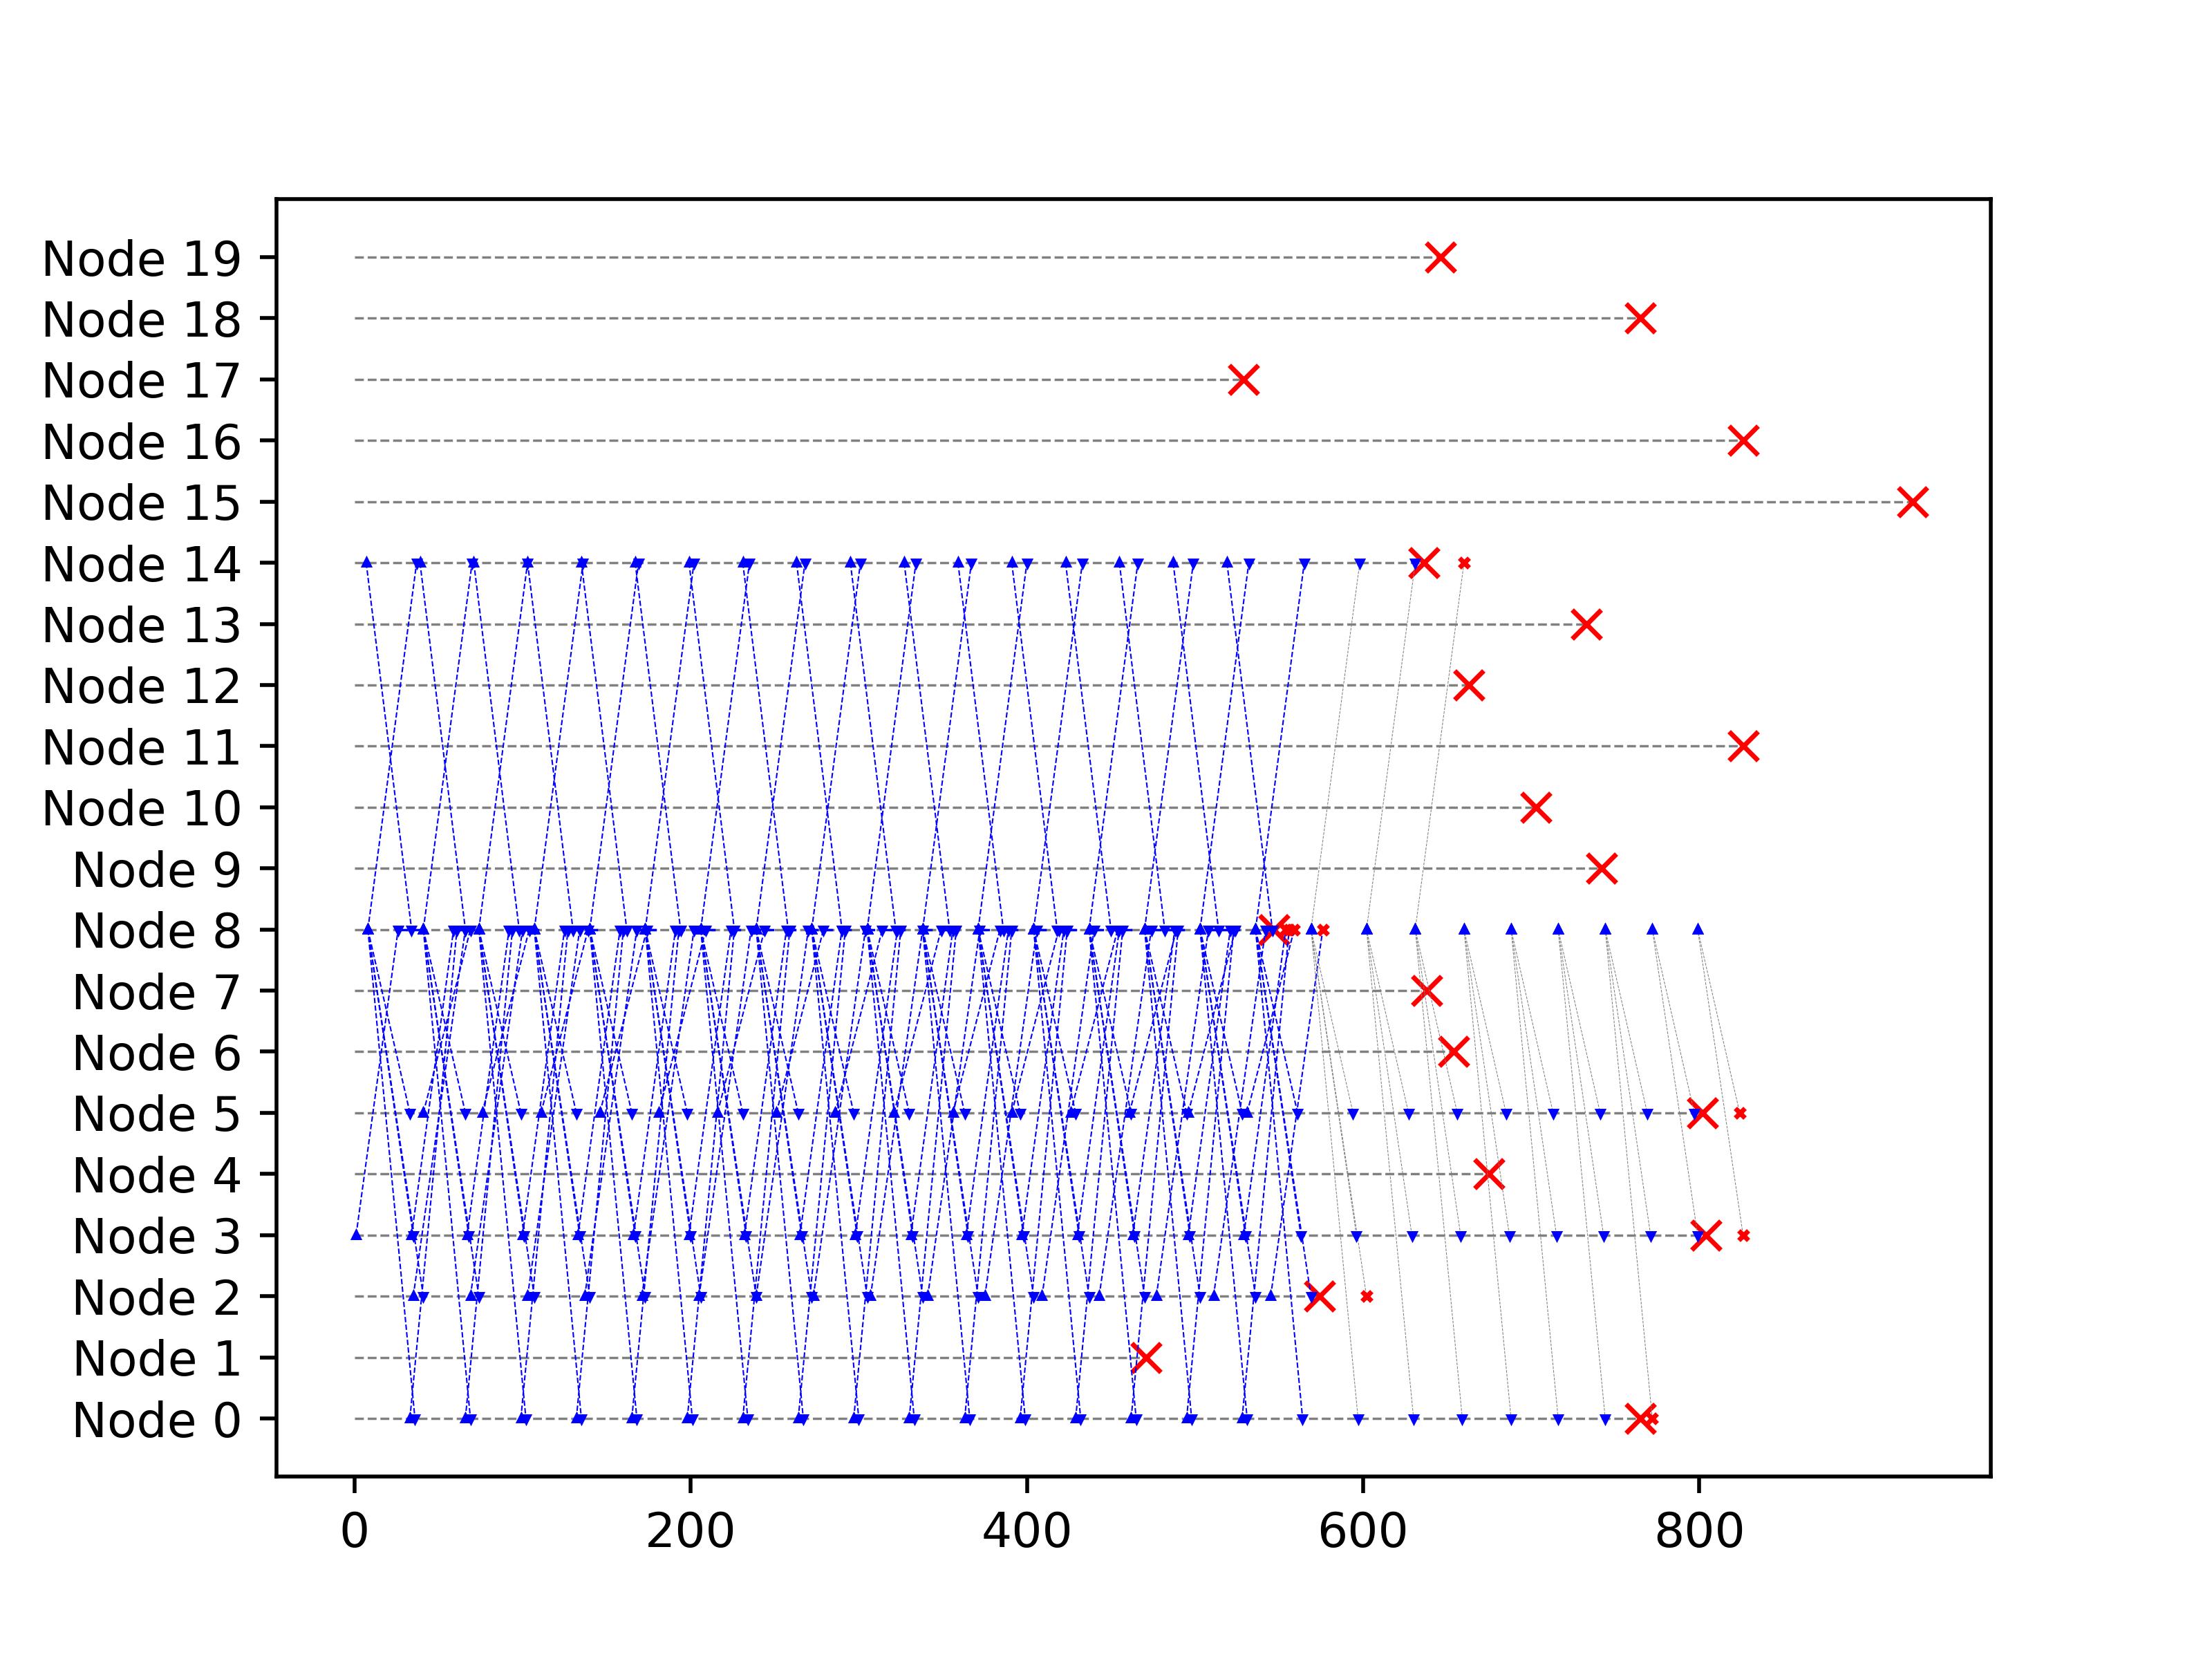 Node 19
Node 18
Node 17
Node 16
Node 15
Node 14
Node 13
Node 12
Node 11
Node 10
Node 9
Node 8
Node 7
Node 6
Node 5
Node 4
Node 3
Node 2
Node 1
Node 0
0 200 400 600 800